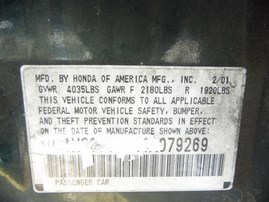 MFD. BY HONDA OF AMERICA MFG., INC. 2/01
GVWR 4035LBS GAWR F 2180LBS R 1920LBS
THIS VEHICLE CONFORMS TO ALL APPLICABLE
FEDERAL MOTOR VEHICLE SAFETY, BUMPER,
AND THEFT PREVENTION STANDARDS IN EFFECT
ON THE DATE OF MANUFACTURE SHOWN ABOVE.
079269
PASSENGER CAR